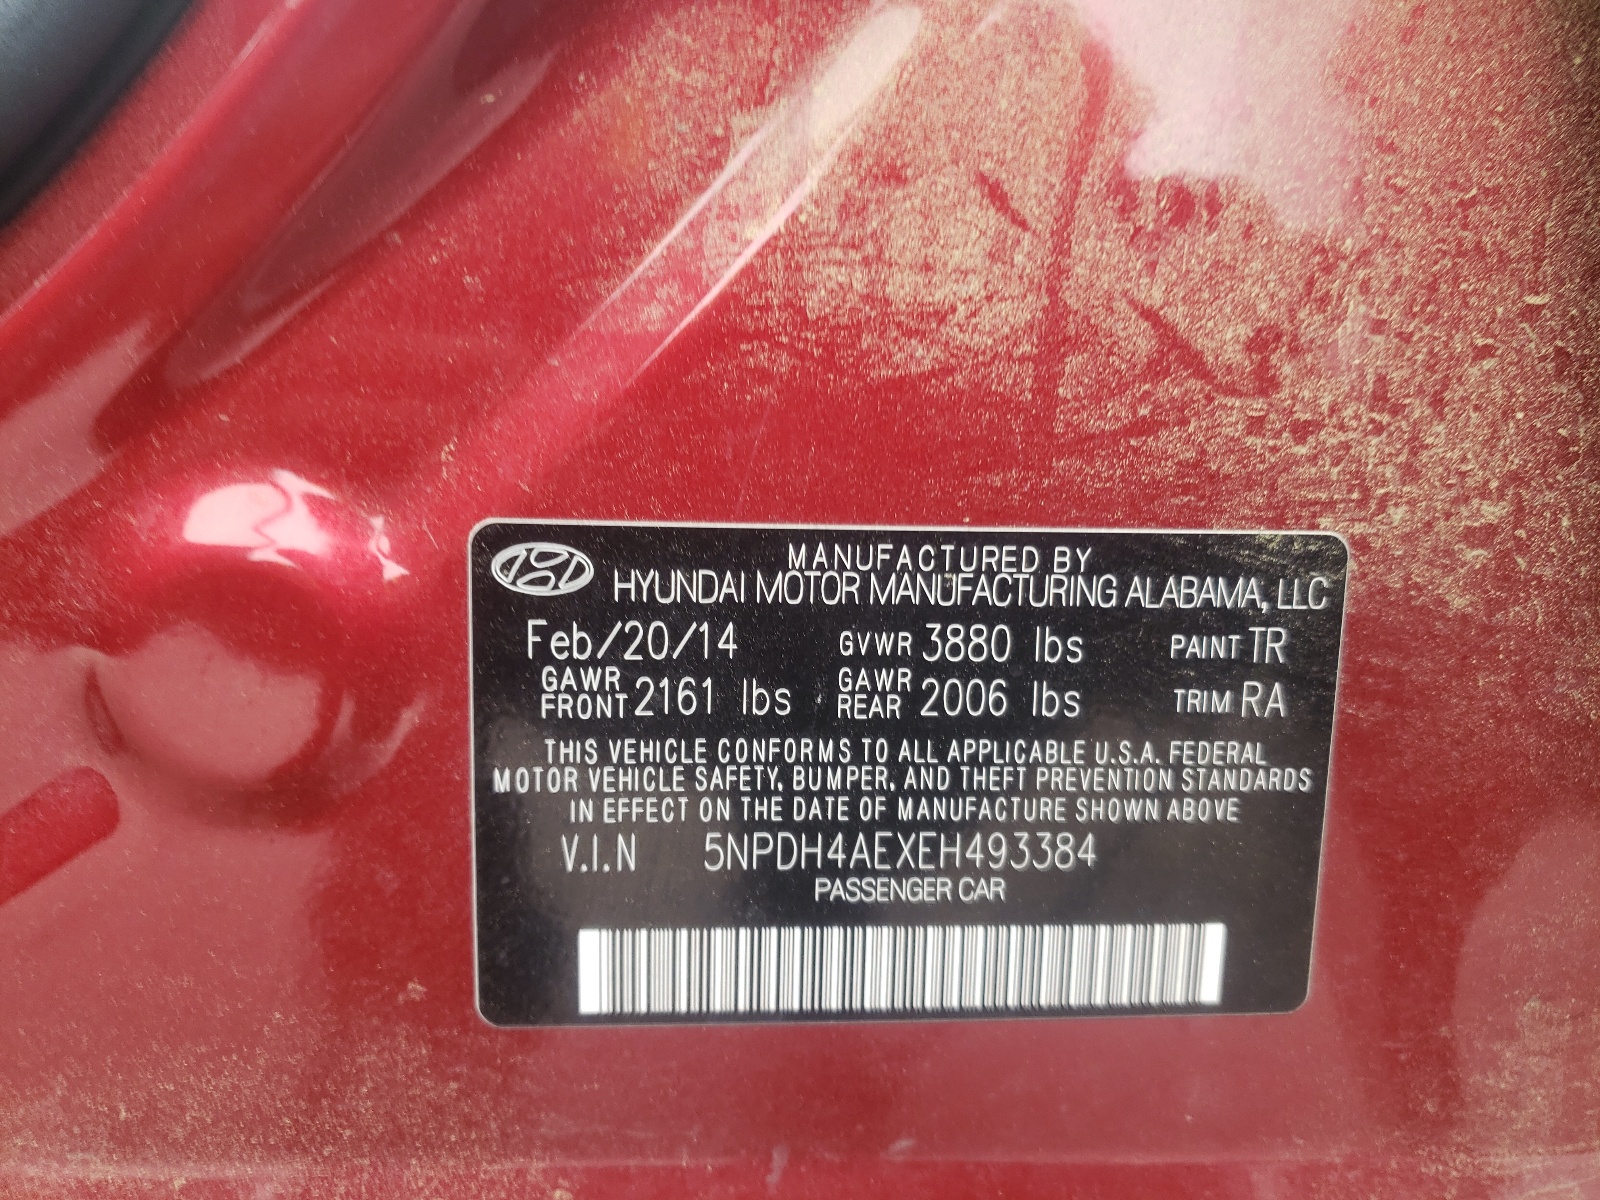 MANUFACTURED BY
HYUNDAI MOTOR MANUFACTURING ALABAMA, LLC
Feb/20/14 GVWR 3880 lbs PAINT TR
GAWR FRONT 2161 lbs GAWR REAR 2006 lbs TRIM RA
THIS VEHICLE CONFORMS TO ALL APPLICABLE U.S.A. FEDERAL
MOTOR VEHICLE SAFETY, BUMPER, AND THEFT PREVENTION STANDARDS
IN EFFECT ON THE DATE OF MANUFACTURE SHOWN ABOVE
V.I.N 5NPDH4AEXEH493384
PASSENGER CAR